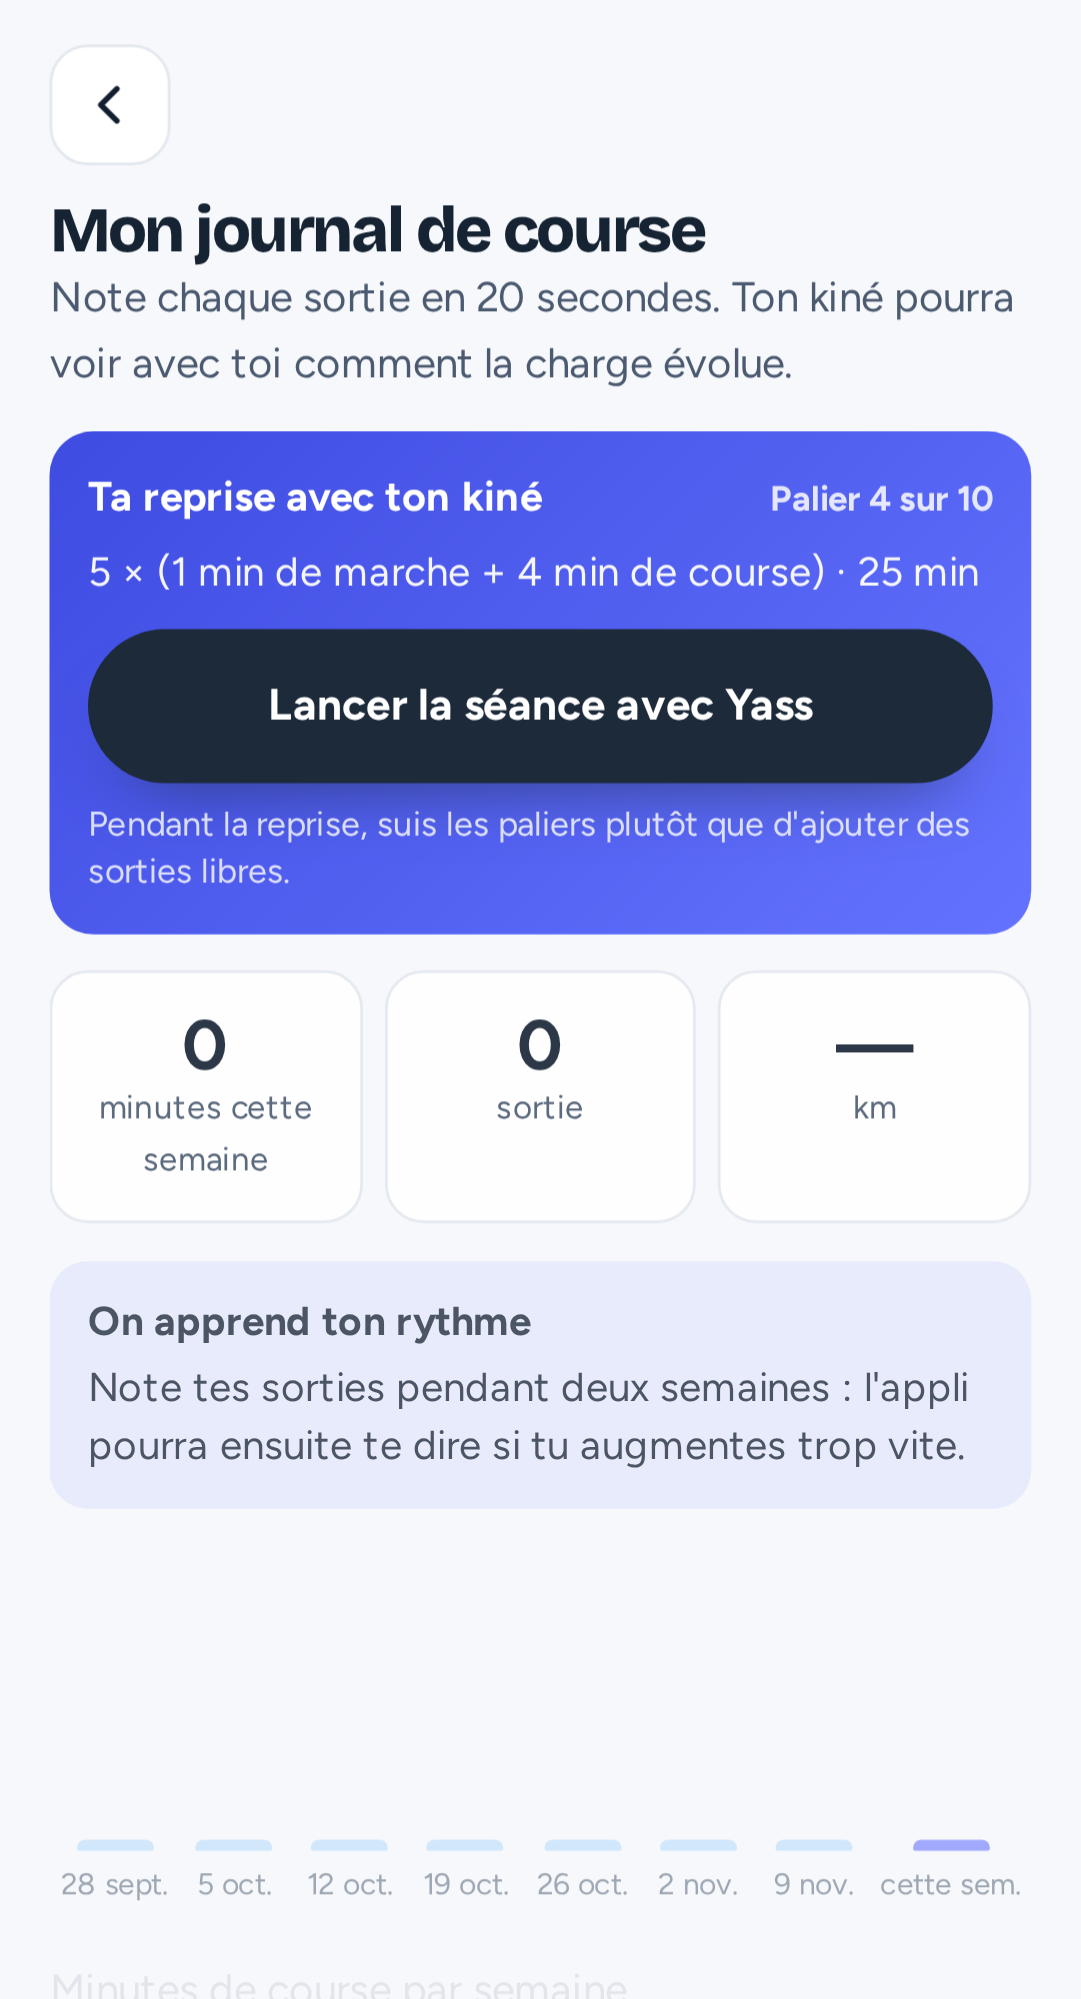 Mon journal de course
Note chaque sortie en 20 secondes. Ton kiné pourra
voir avec toi comment la charge évolue.
Ta reprise avec ton kiné
Palier 4 sur 10
5 × (1 min de marche + 4 min de course) · 25 min
Lancer la séance avec Yass
Pendant la reprise, suis les paliers plutôt que d'ajouter des
sorties libres.
0
minutes cette
semaine
0
sortie
—
km
On apprend ton rythme
Note tes sorties pendant deux semaines : l'appli
pourra ensuite te dire si tu augmentes trop vite.
28 sept.
5 oct.
12 oct.
19 oct.
26 oct.
2 nov.
9 nov.
cette sem.
Minutes de course par semaine